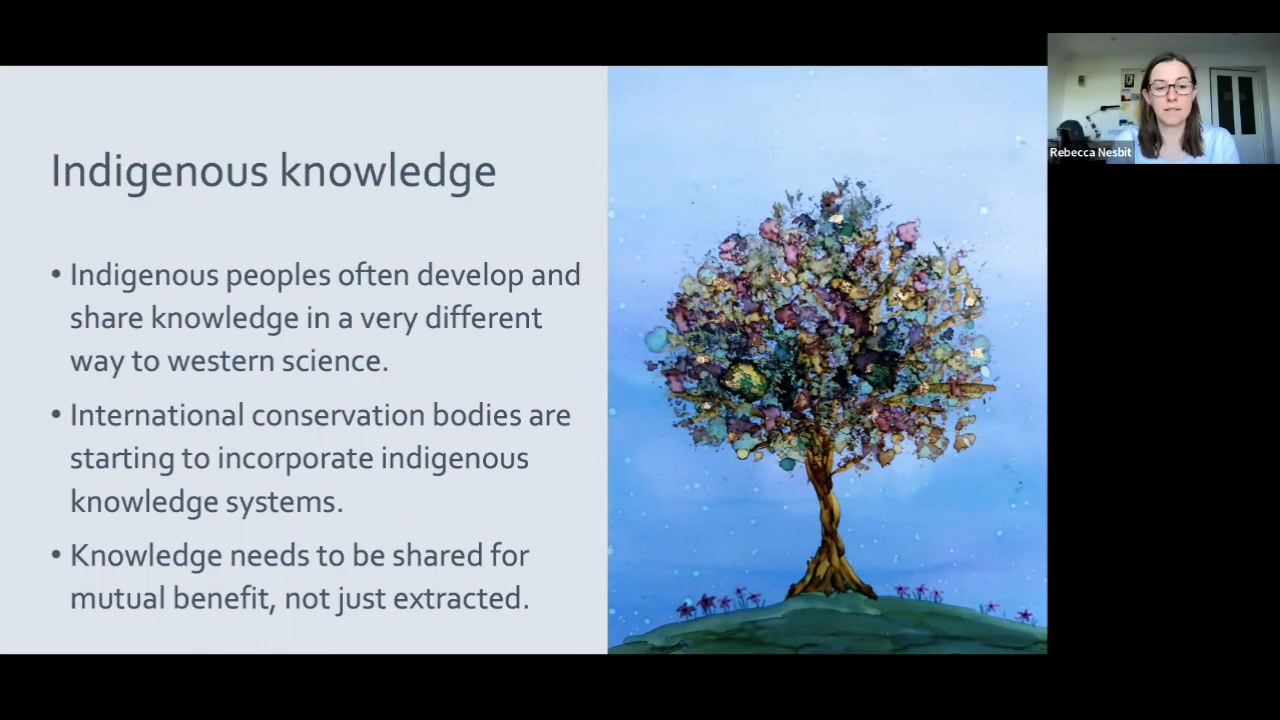 Indigenous knowledge
• Indigenous peoples often develop and
share knowledge in a very different
way to western science.
• International conservation bodies are
starting to incorporate indigenous
knowledge systems.
• Knowledge needs to be shared for
mutual benefit, not just extracted.
Rebecca Nesbit